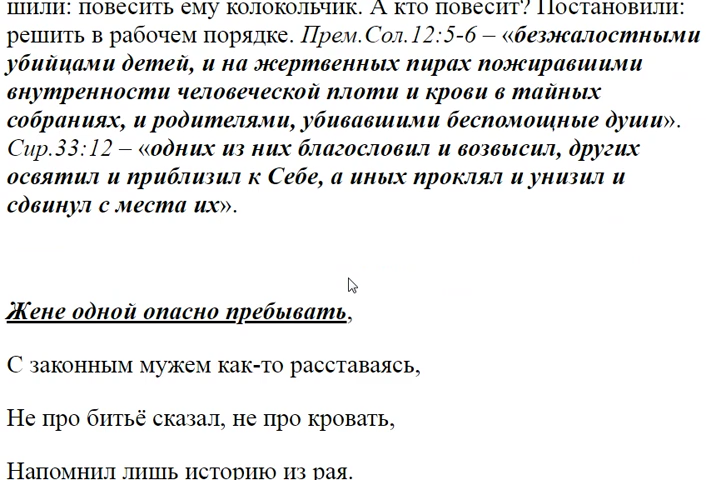 шили: повесить ему колокольчик. А кто повесит? Постановили:
решить в рабочем порядке. Прем.Сол.12:5-6 – «безжалостными
убийцами детей, и на жертвенных пирах пожиравшими
внутренности человеческой плоти и крови в тайных
собраниях, и родителями, убивавшими беспомощные души».
Сир.33:12 – «одних из них благословил и возвысил, других
освятил и приблизил к Себе, а иных проклял и унизил и
сдвинул с места их».
Жене одной опасно пребывать,
С законным мужем как-то расставаясь,
Не про битьё сказал, не про кровать,
Напомнил лишь историю из рая.